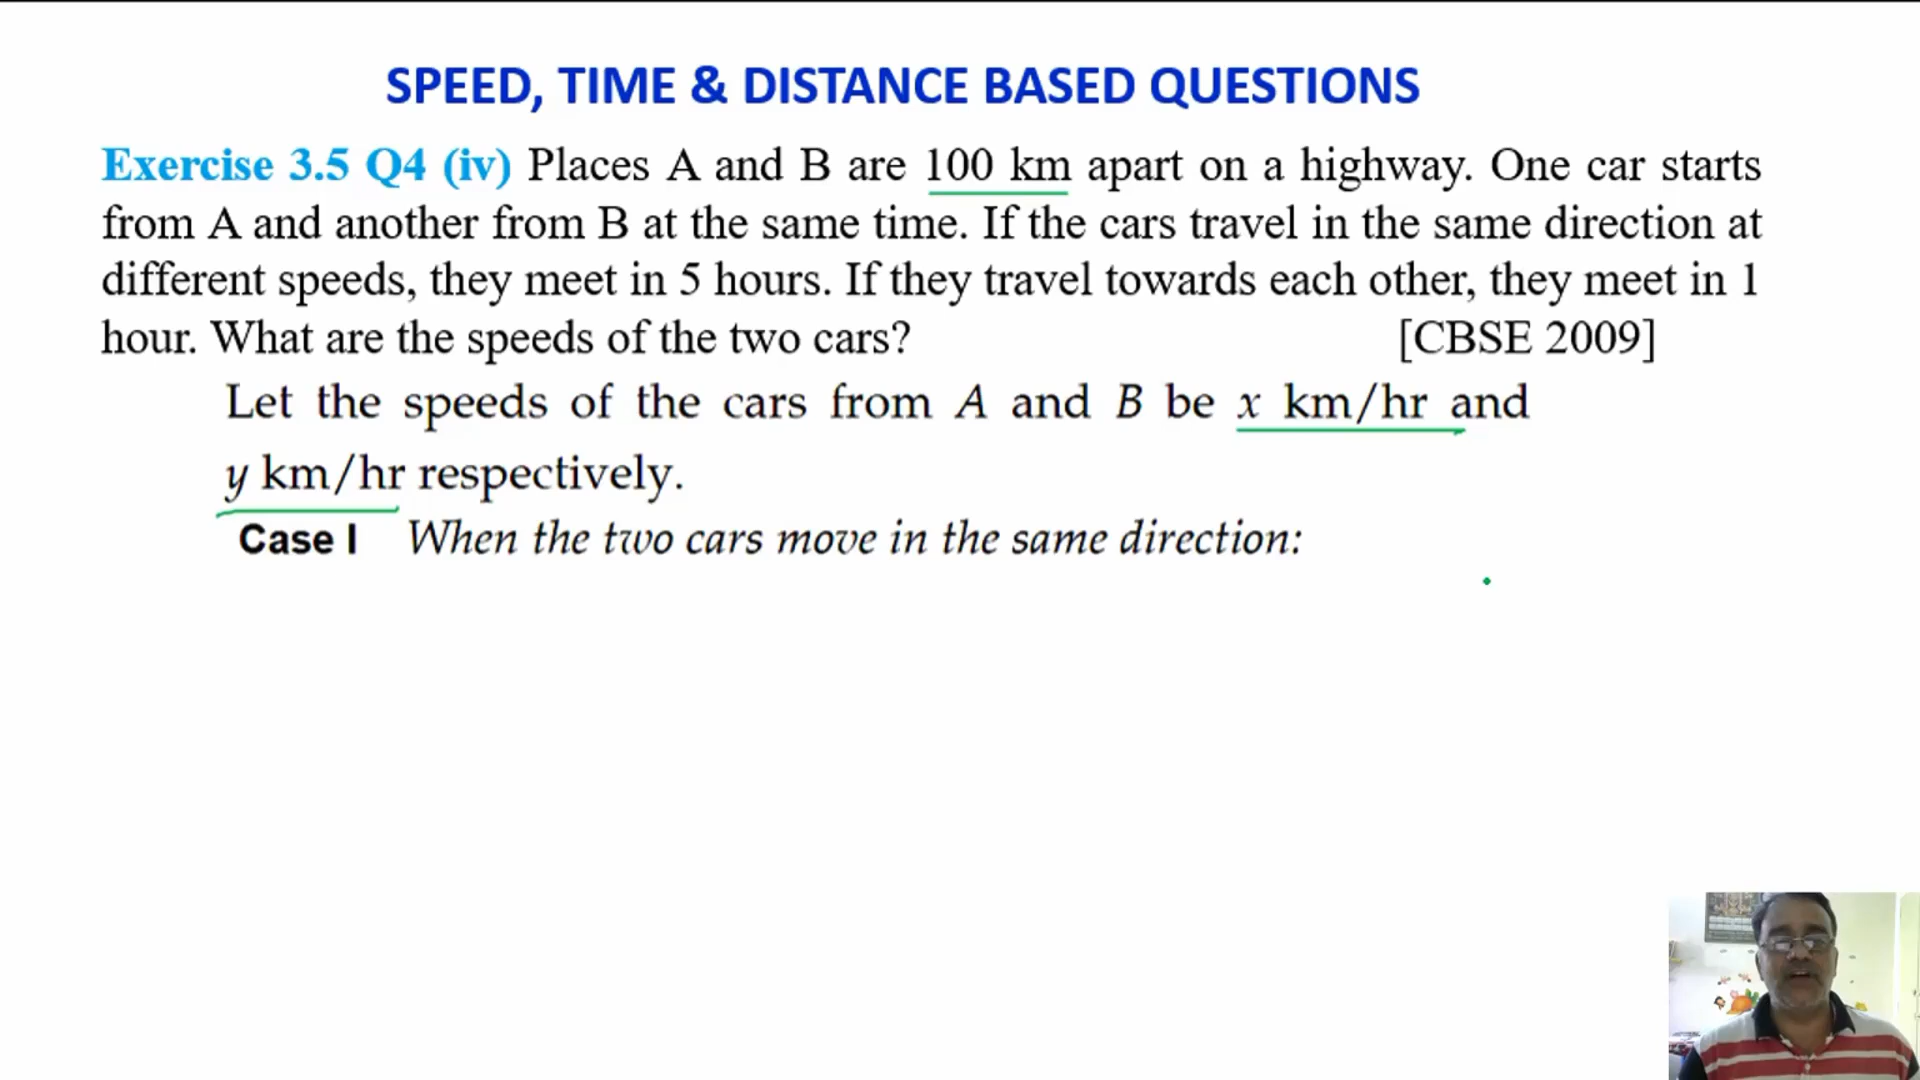 SPEED, TIME & DISTANCE BASED QUESTIONS
Exercise 3.5 Q4 (iv) Places A and B are 100 km apart on a highway. One car starts
from A and another from B at the same time. If the cars travel in the same direction at
different speeds, they meet in 5 hours. If they travel towards each other, they meet in 1
hour. What are the speeds of the two cars? [CBSE 2009]
Let the speeds of the cars from A and B be x km/hr and
y km/hr respectively.
Case I When the two cars move in the same direction: